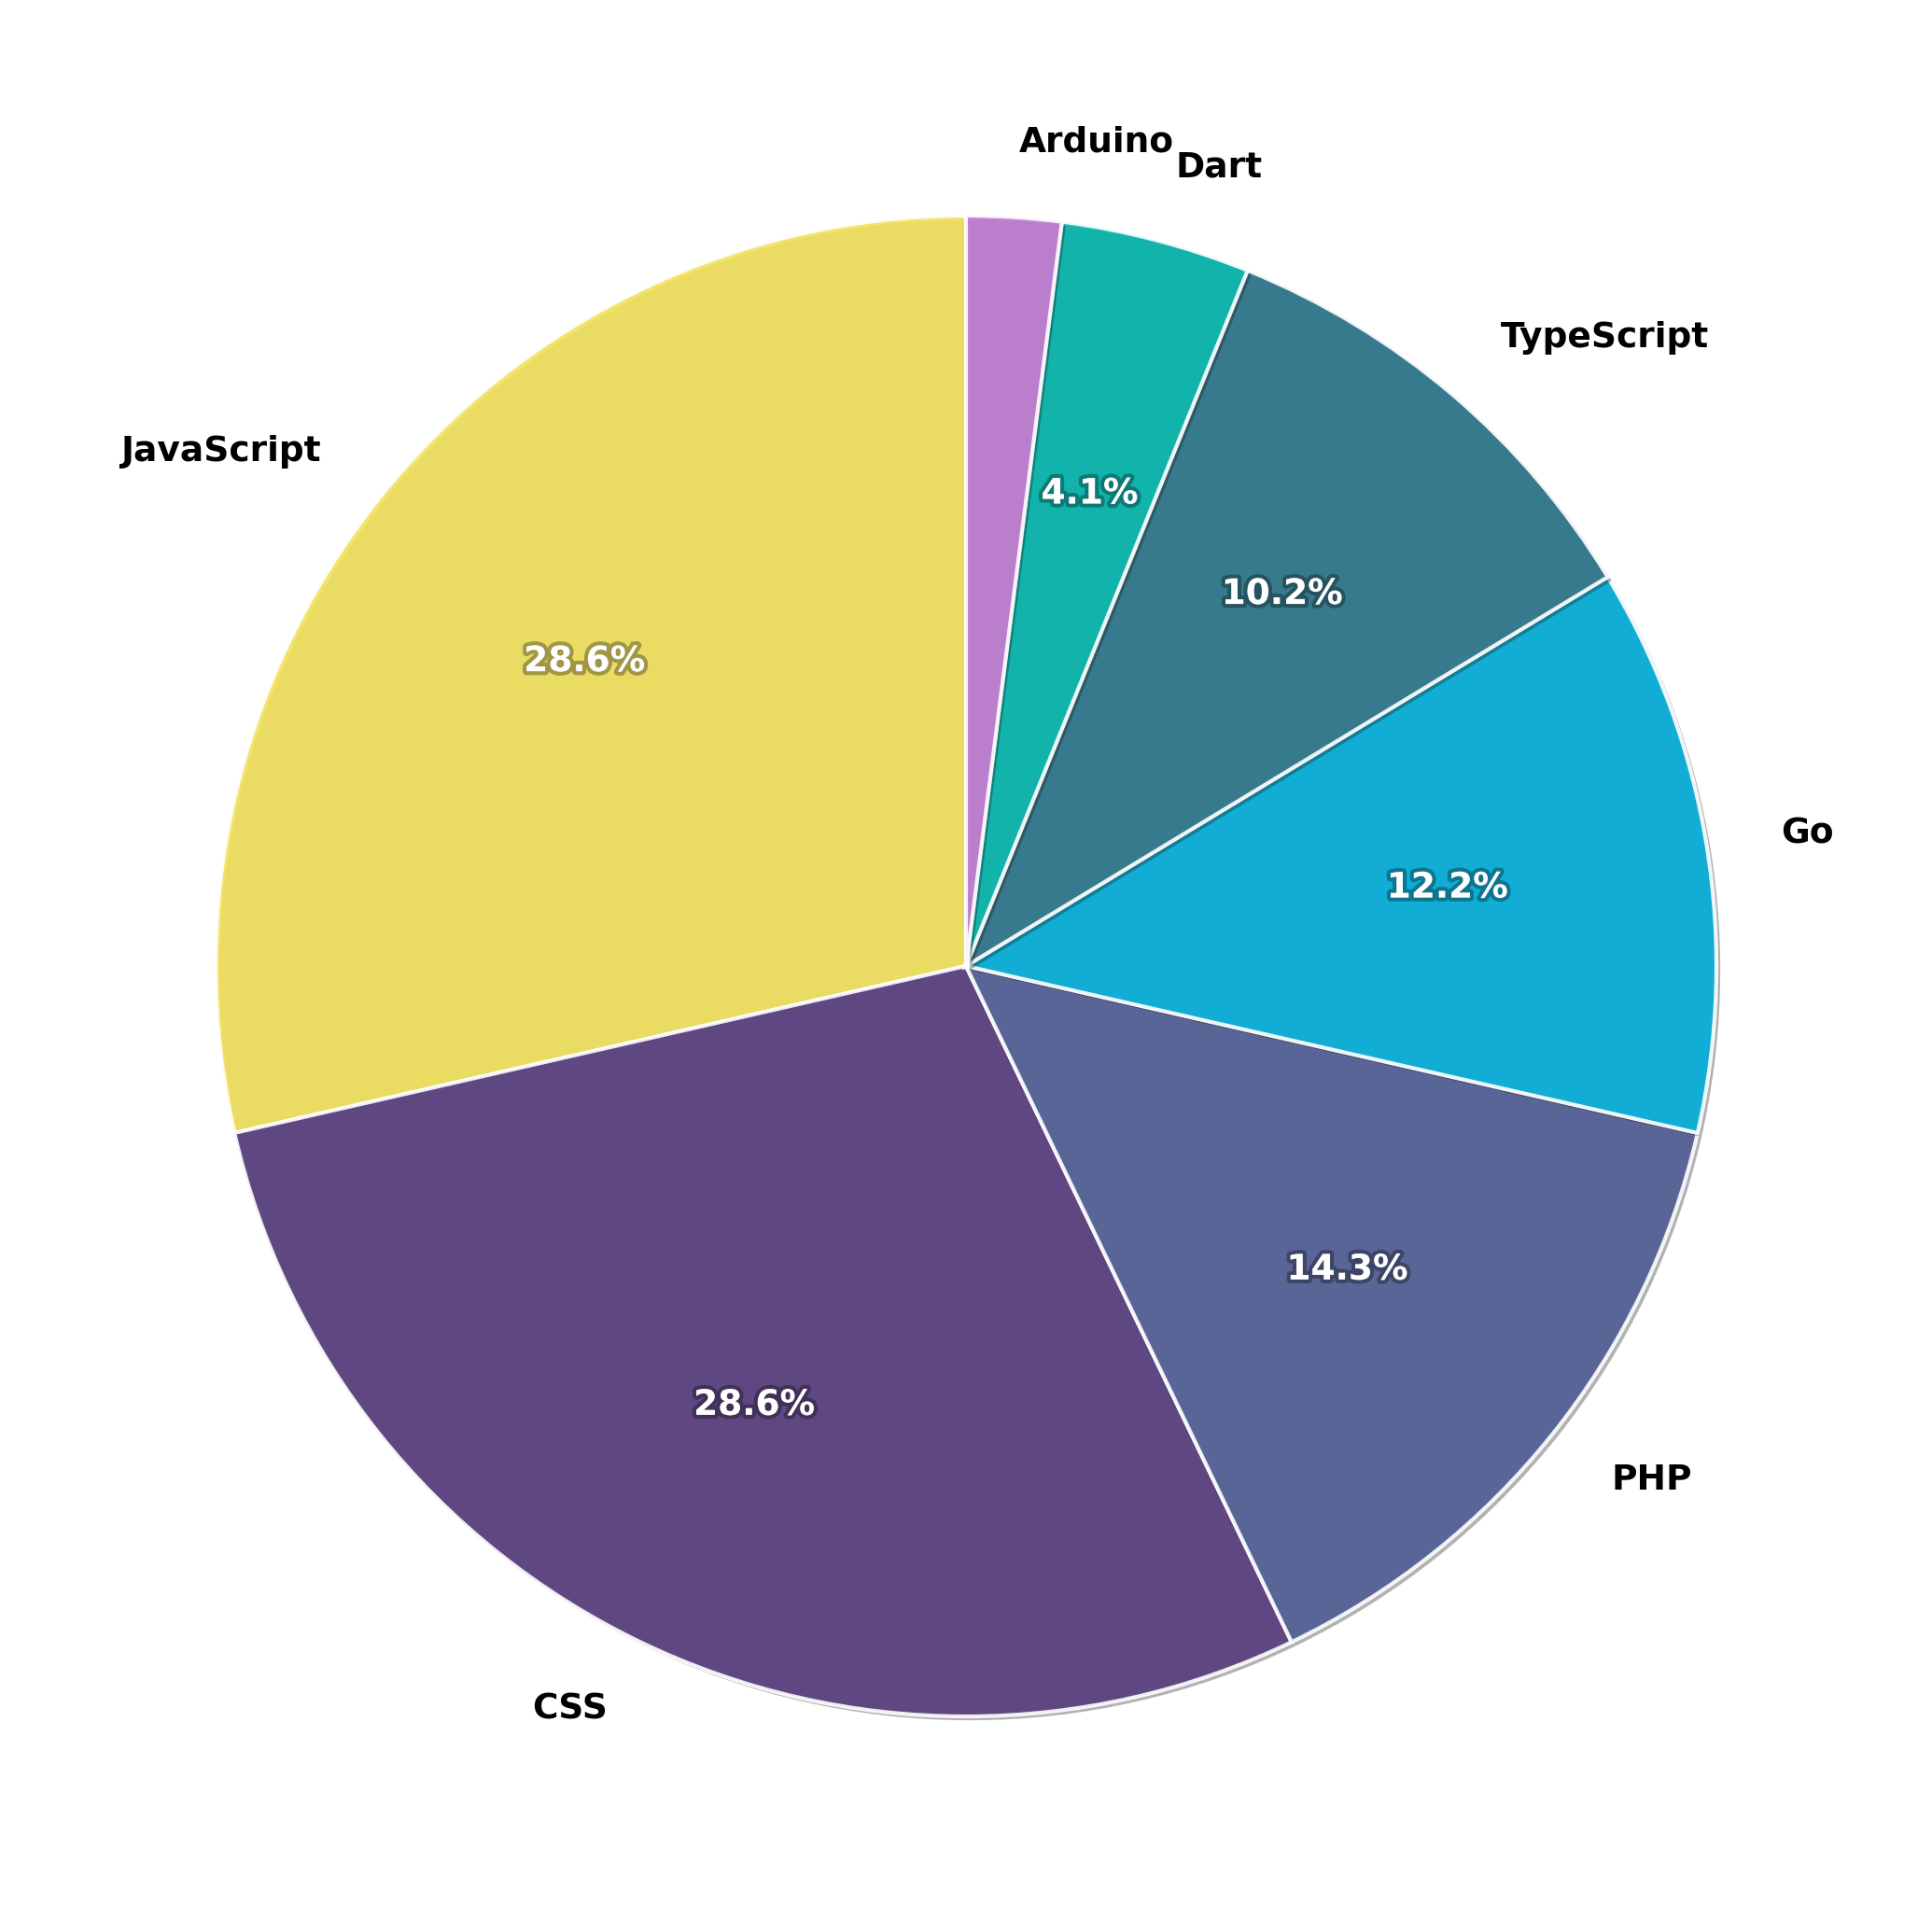 Arduino
Dart
TypeScript
JavaScript
4.1%
10.2%
28.6%
Go
12.2%
14.3%
28.6%
PHP
CSS